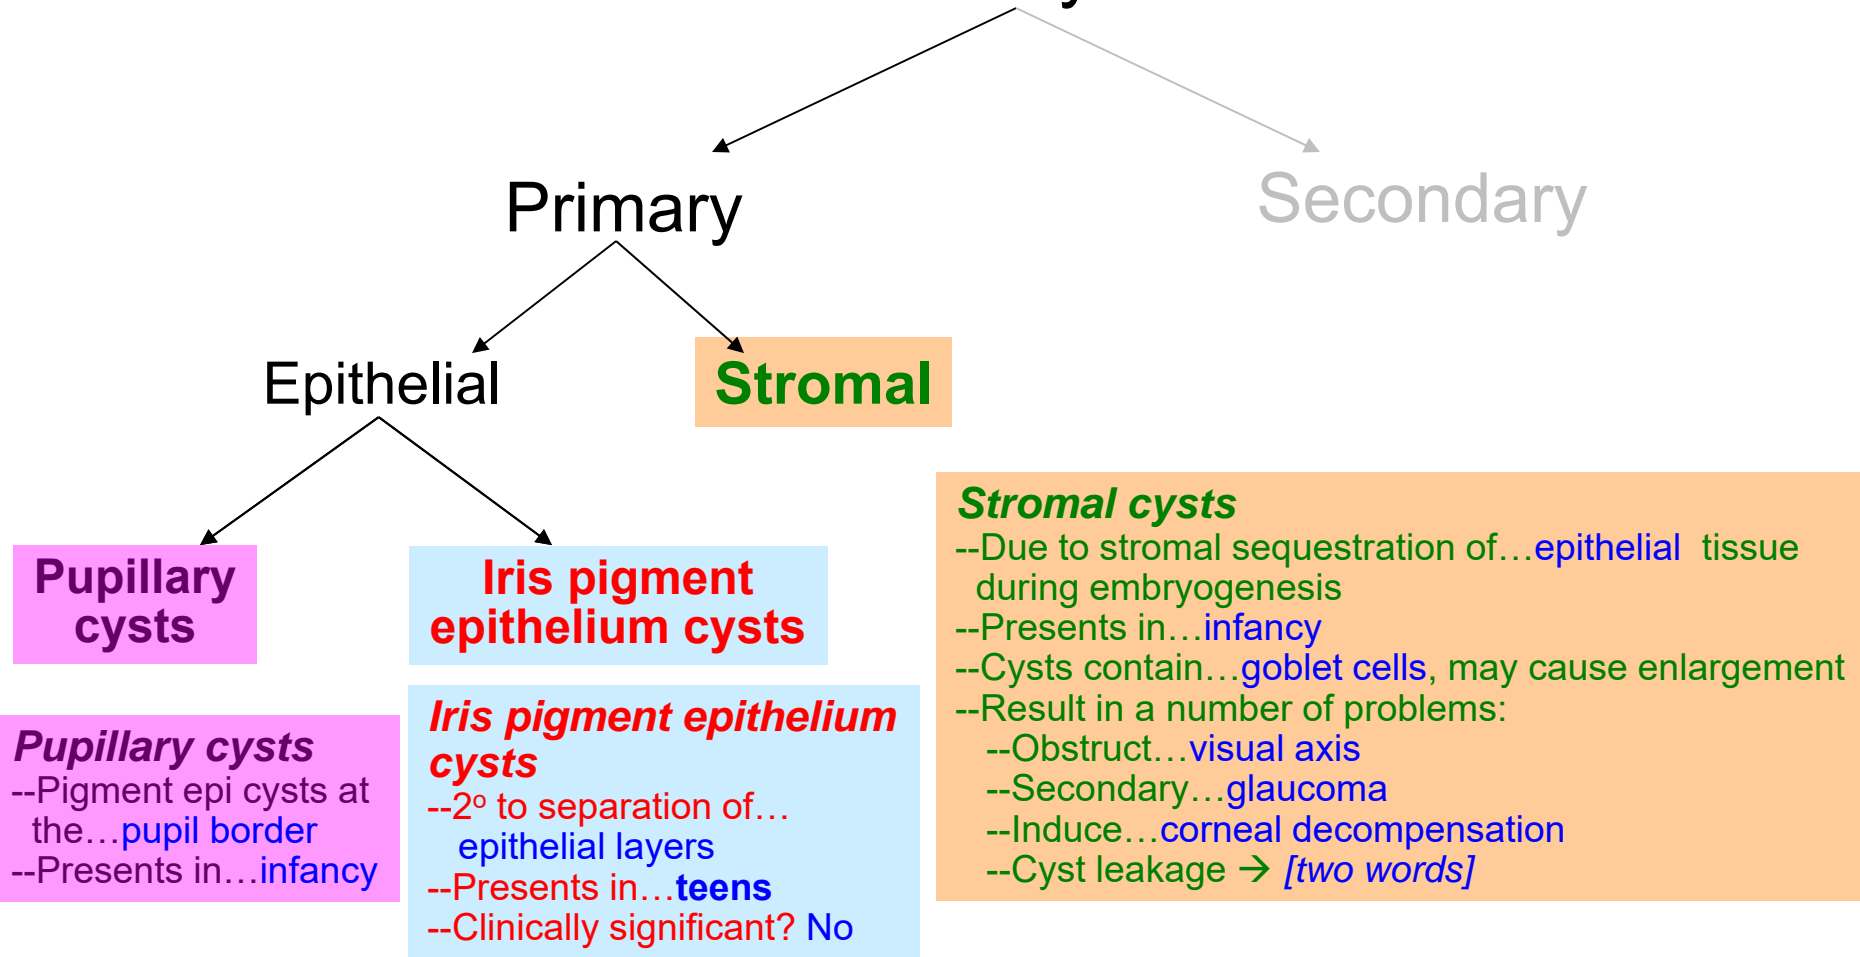 Primary
Secondary
Epithelial
Stromal
Pupillary
cysts
Iris pigment
epithelium cysts
Pupillary cysts
--Pigment epi cysts at
the…pupil border
--Presents in…infancy
Iris pigment epithelium
cysts
--2º to separation of…
epithelial layers
--Presents in…teens
--Clinically significant? No
Stromal cysts
--Due to stromal sequestration of…epithelial tissue
during embryogenesis
--Presents in…infancy
--Cysts contain…goblet cells, may cause enlargement
--Result in a number of problems:
--Obstruct…visual axis
--Secondary…glaucoma
--Induce…corneal decompensation
--Cyst leakage → [two words]